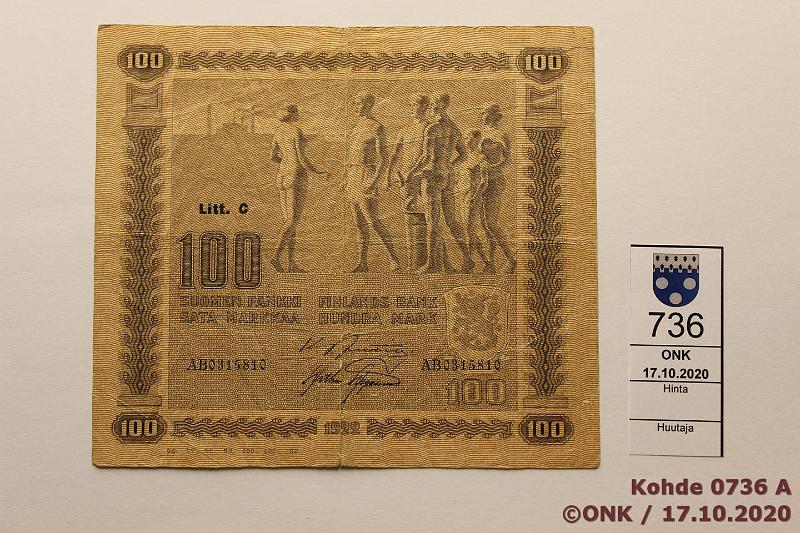 100 100
Litt. C
100
SUOMEN PANKKI FINLANDS BANK
SATA MARKKAA HUNDRA MARK
AB0315810 AB0315810
100
100 1922 100
736
ONK
17.10.2020
Hinta
Huutaja
Kohde 0736 A
©ONK / 17.10.2020